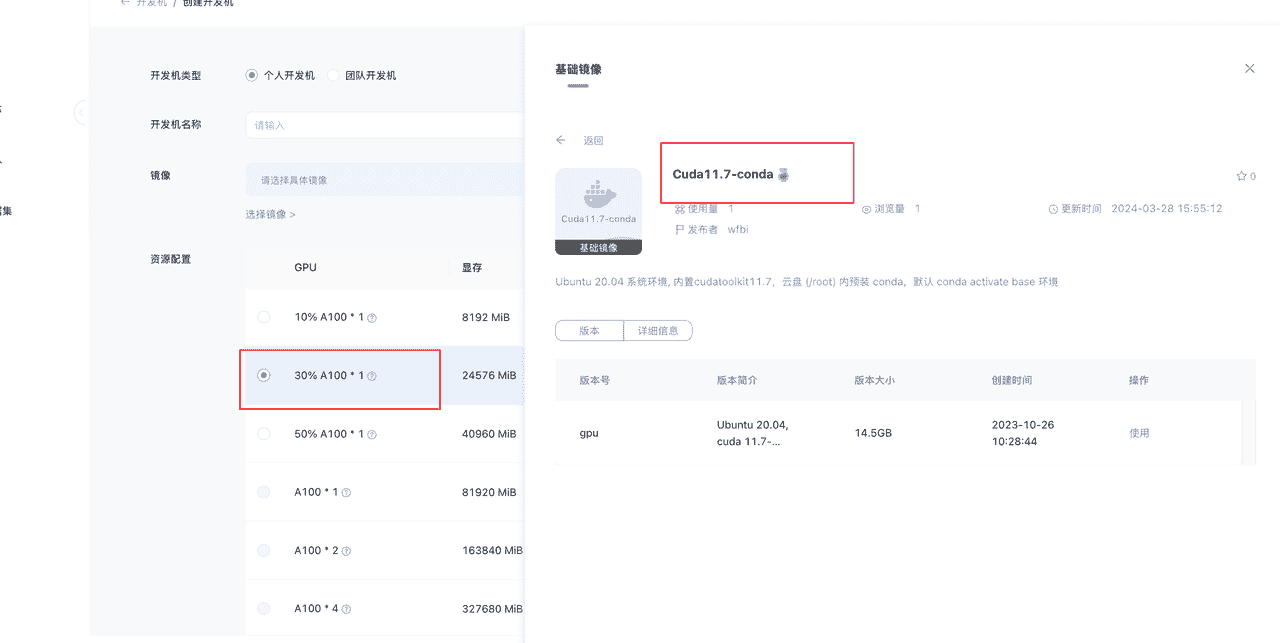 ← 开发机 / 创建开发机
开发机类型
个人开发机
团队开发机
开发机名称
请输入
镜像
请选择具体镜像
选择镜像 >
资源配置
GPU
显存
10% A100 * 1
8192 MiB
30% A100 * 1
24576 MiB
50% A100 * 1
40960 MiB
A100 * 1
81920 MiB
A100 * 2
163840 MiB
A100 * 4
327680 MiB
基础镜像
← 返回
Cuda11.7-conda
基础镜像
Cuda11.7-conda
0
使用量 1
浏览量 1
更新时间 2024-03-28 15:55:12
发布者 wfbi
Ubuntu 20.04 系统环境, 内置cudatoolkit11.7，云盘 (/root) 内预装 conda，默认 conda activate base 环境
版本
详细信息
版本号
版本简介
版本大小
创建时间
操作
gpu
Ubuntu 20.04,
cuda 11.7-...
14.5GB
2023-10-26
10:28:44
使用